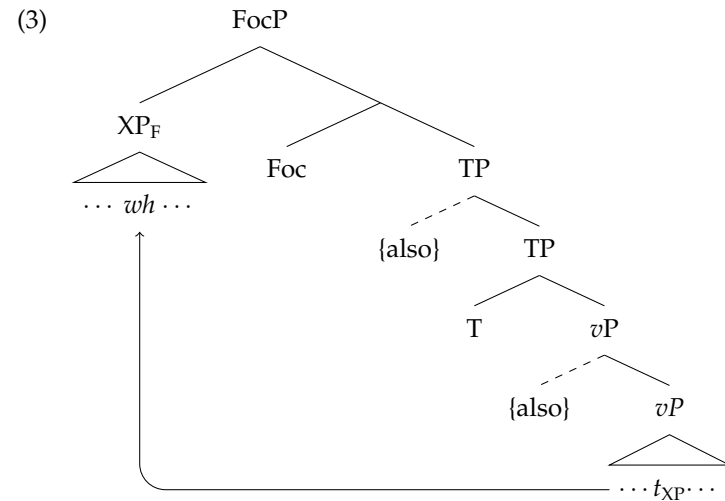 (3) FocP
XP_F
Foc TP
··· wh ···
{also} TP
T vP
{also} vP
··· t_XP ···